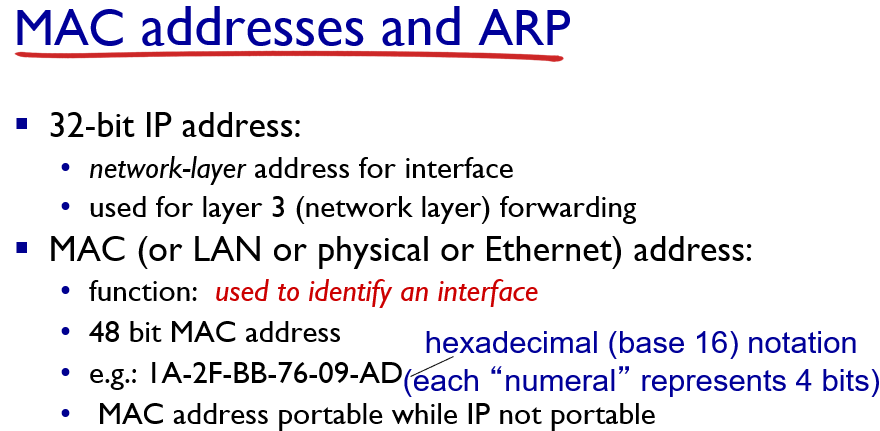 MAC addresses and ARP
▪ 32-bit IP address:
• network-layer address for interface
• used for layer 3 (network layer) forwarding
▪ MAC (or LAN or physical or Ethernet) address:
• function: used to identify an interface
• 48 bit MAC address
hexadecimal (base 16) notation
• e.g.: 1A-2F-BB-76-09-AD
(each “numeral” represents 4 bits)
• MAC address portable while IP not portable